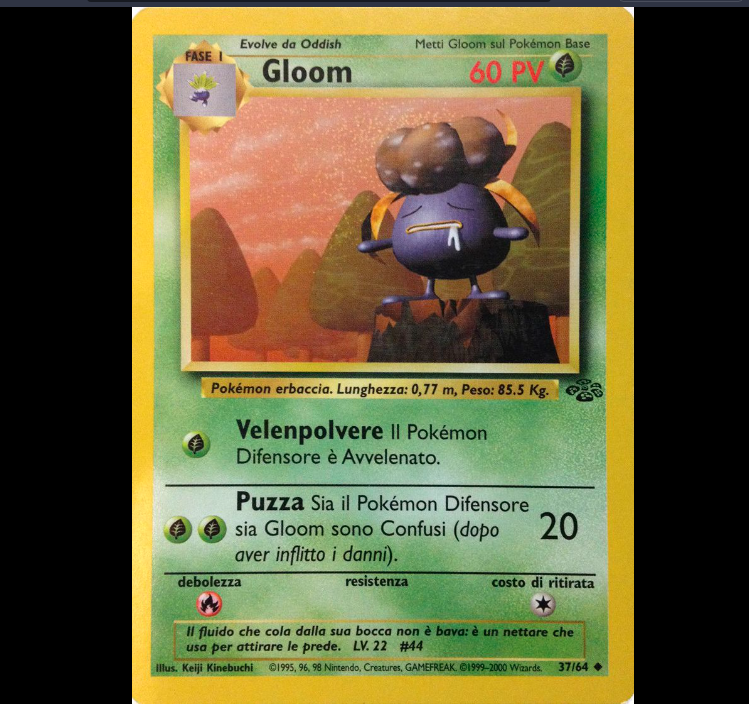 Evolve da Oddish
Metti Gloom sul Pokémon Base
FASE 1
Gloom
60 PV
Pokémon erbaccia. Lunghezza: 0,77 m, Peso: 85.5 Kg.
Velenpolvere Il Pokémon
Difensore è Avvelenato.
Puzza Sia il Pokémon Difensore
sia Gloom sono Confusi (dopo
aver inflitto i danni).
20
debolezza
resistenza
costo di ritirata
Il fluido che cola dalla sua bocca non è bava: è un nettare che
usa per attirare le prede. LV. 22 #44
Illus. Keiji Kinebuchi
©1995, 96, 98 Nintendo, Creatures, GAMEFREAK. ©1999-2000 Wizards.
37/64